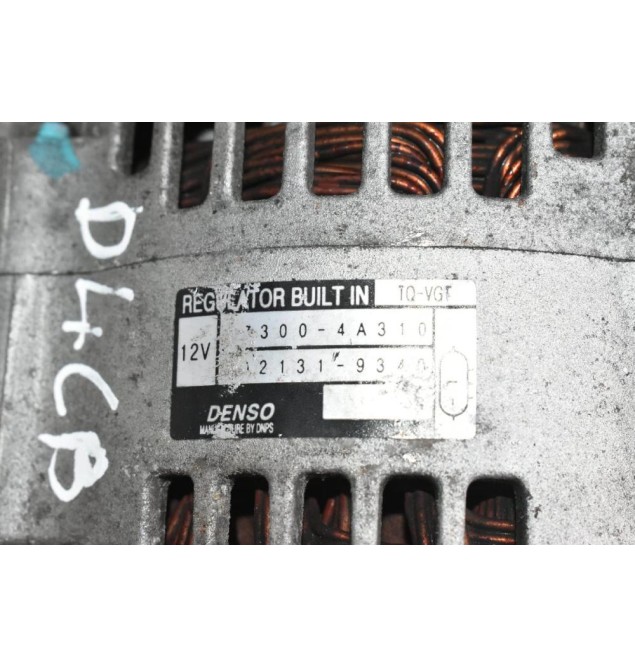 D4CB
REGULATOR BUILT IN TQ-VGT
12V
300-4A310
2131-9340
DENSO
MANUFACTURE BY DNPS